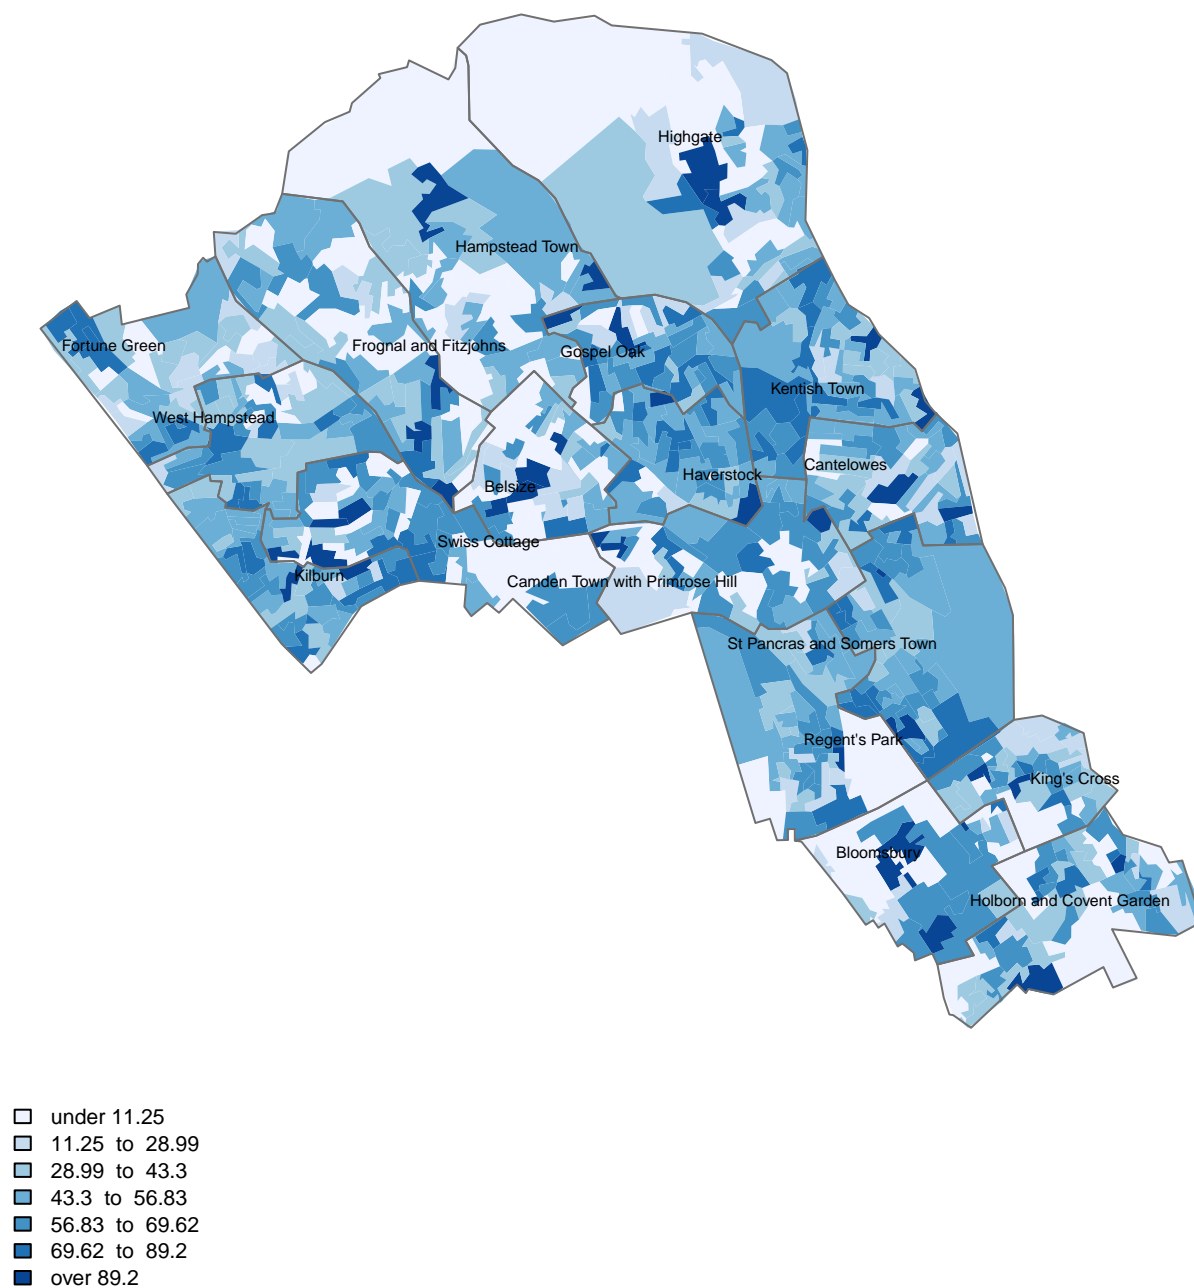 Highgate
Hampstead Town
Fortune Green
Frognal and Fitzjohns
Gospel Oak
Kentish Town
West Hampstead
Cantelowes
Haverstock
Belsize
Swiss Cottage
Kilburn
Camden Town with Primrose Hill
St Pancras and Somers Town
Regent's Park
King's Cross
Bloomsbury
Holborn and Covent Garden
under 11.25
11.25 to 28.99
28.99 to 43.3
43.3 to 56.83
56.83 to 69.62
69.62 to 89.2
over 89.2